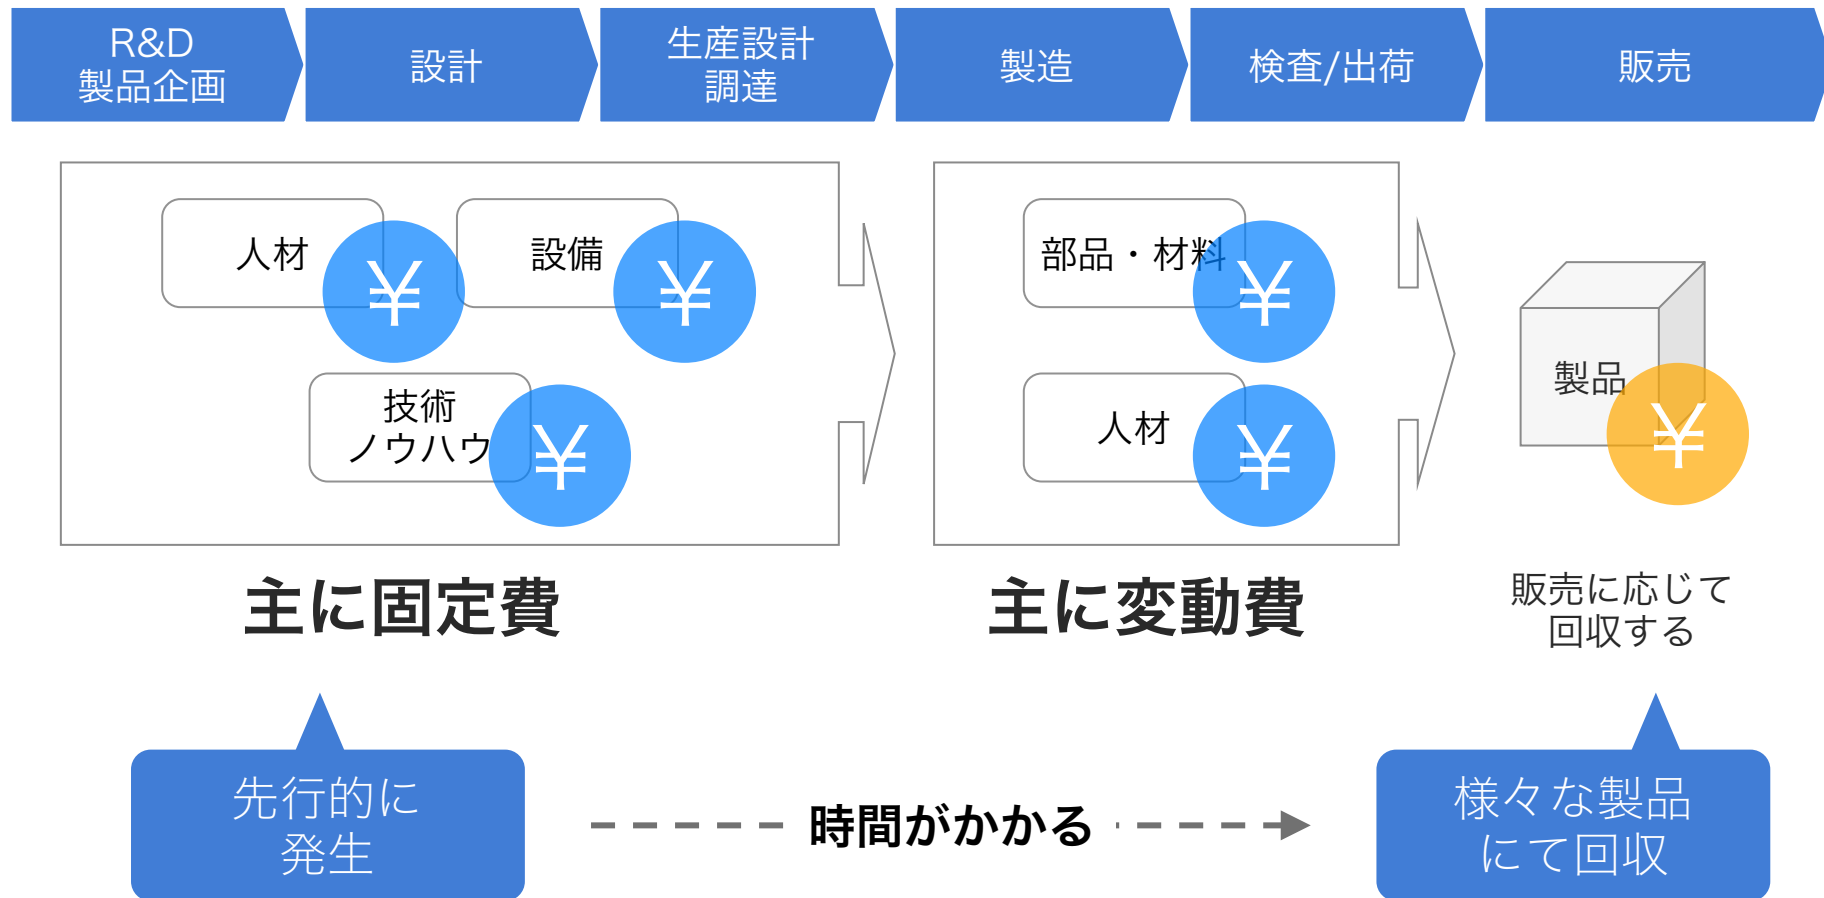 R&D
製品企画
設計
生産設計
調達
製造
検査/出荷
販売
人材
¥
設備
¥
技術
ノウハウ
¥
部品・材料
¥
人材
¥
製品
¥
主に固定費
主に変動費
販売に応じて
回収する
先行的に
発生
時間がかかる
様々な製品
にて回収